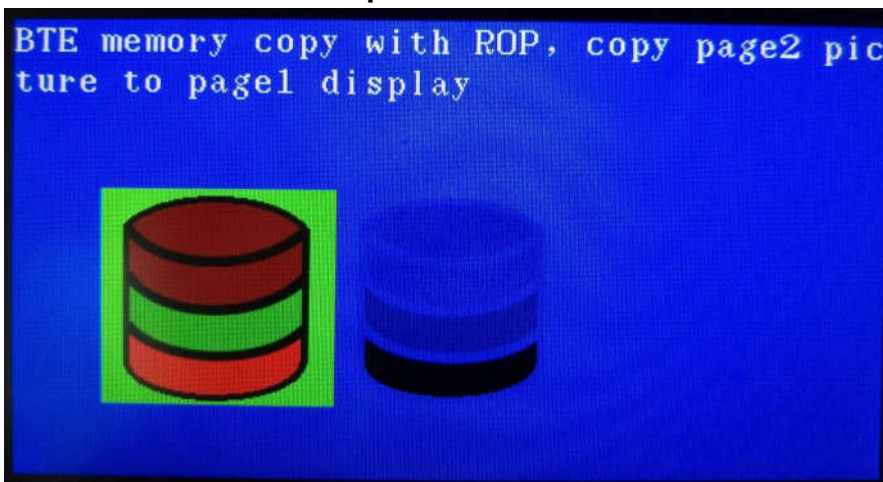 BTE memory copy with ROP, copy page2 pic
ture to page1 display